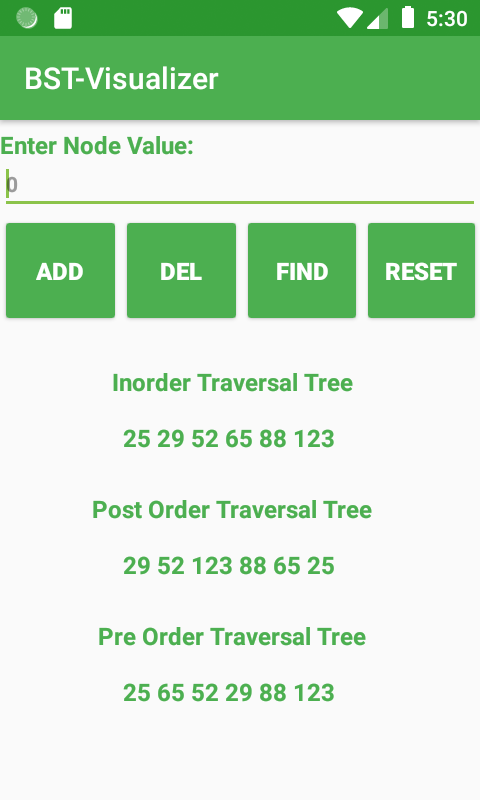 5:30
BST-Visualizer
Enter Node Value:
0
ADD DEL FIND RESET
Inorder Traversal Tree
25 29 52 65 88 123
Post Order Traversal Tree
29 52 123 88 65 25
Pre Order Traversal Tree
25 65 52 29 88 123